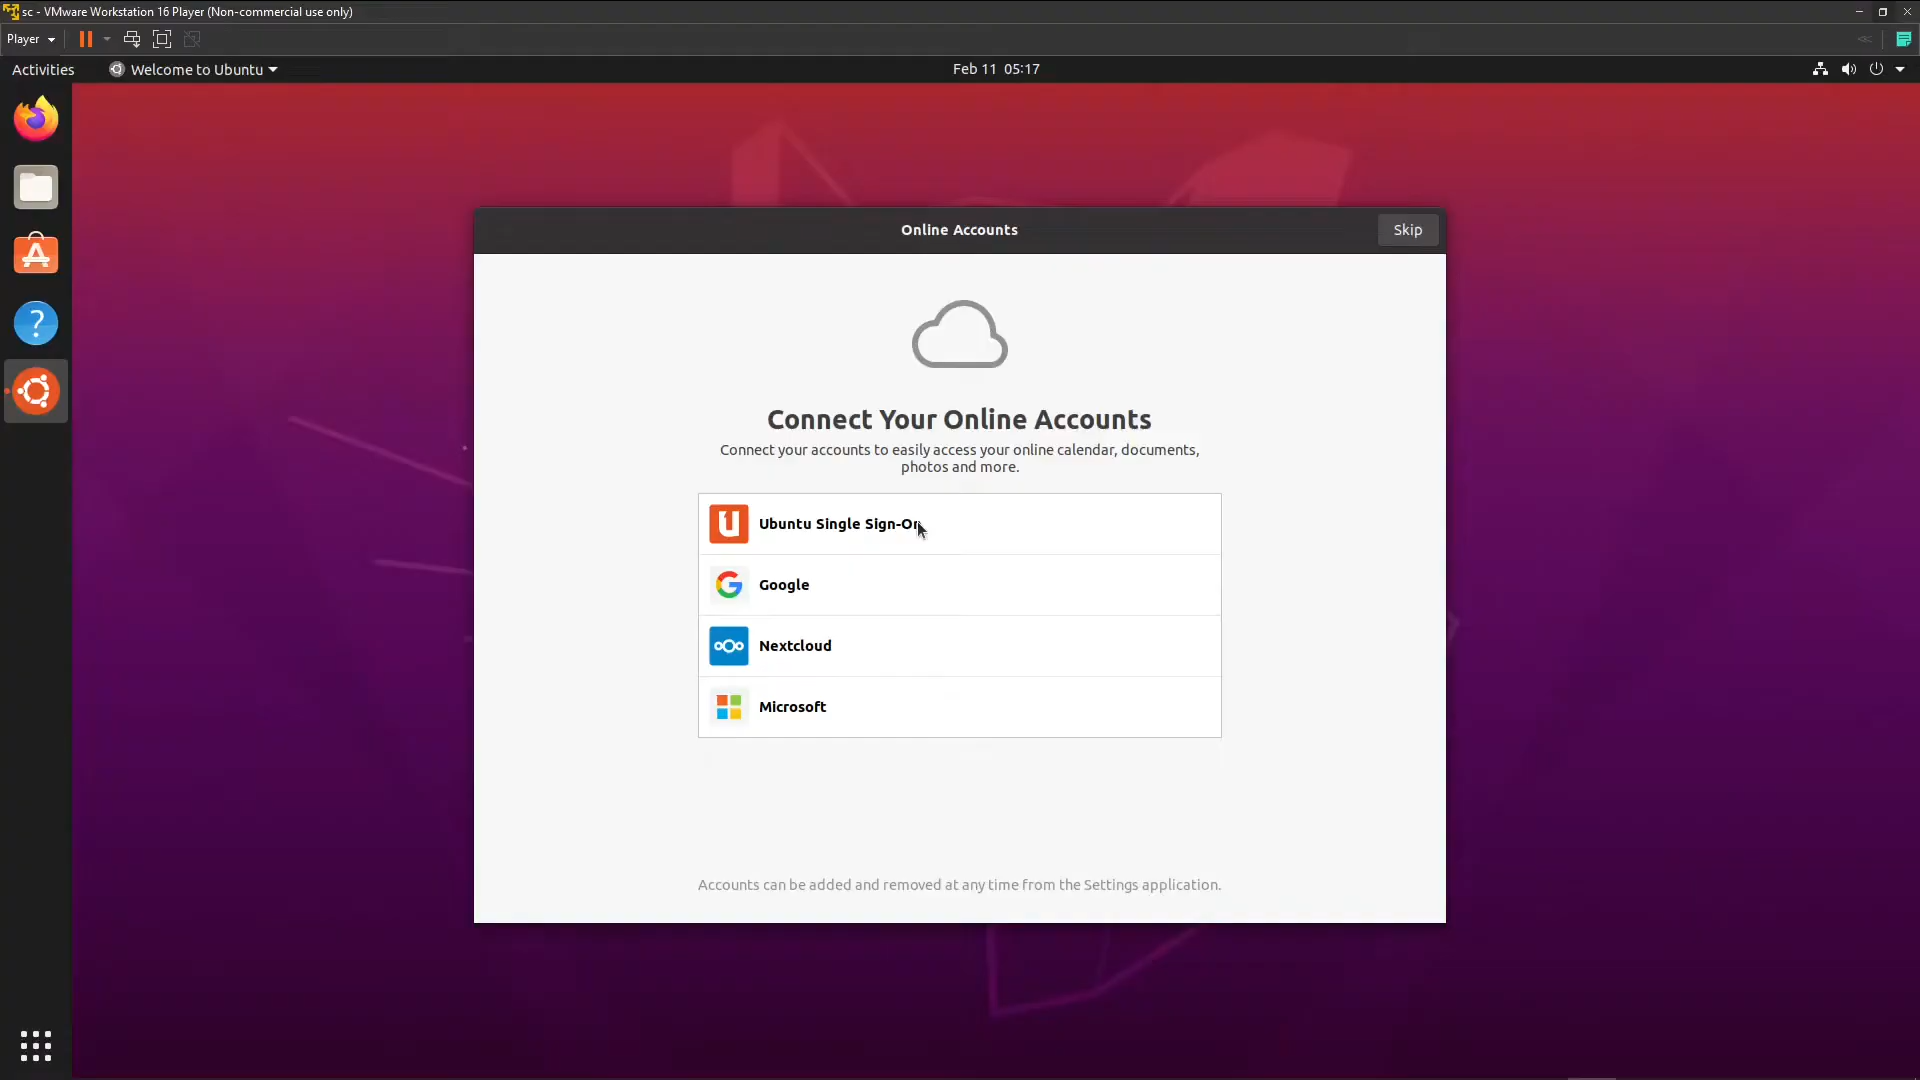 sc - VMware Workstation 16 Player (Non-commercial use only)
Player
Activities
Welcome to Ubuntu
Feb 11 05:17
Online Accounts
Skip
Connect Your Online Accounts
Connect your accounts to easily access your online calendar, documents,
photos and more.
Ubuntu Single Sign-On
Google
Nextcloud
Microsoft
Accounts can be added and removed at any time from the Settings application.